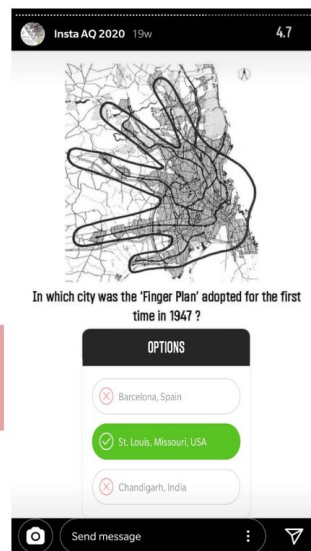 Insta AQ 2020 19w
4.7
In which city was the 'Finger Plan' adopted for the first
time in 1947 ?
OPTIONS
Barcelona, Spain
St. Louis, Missouri, USA
Chandigarh, India
Send message